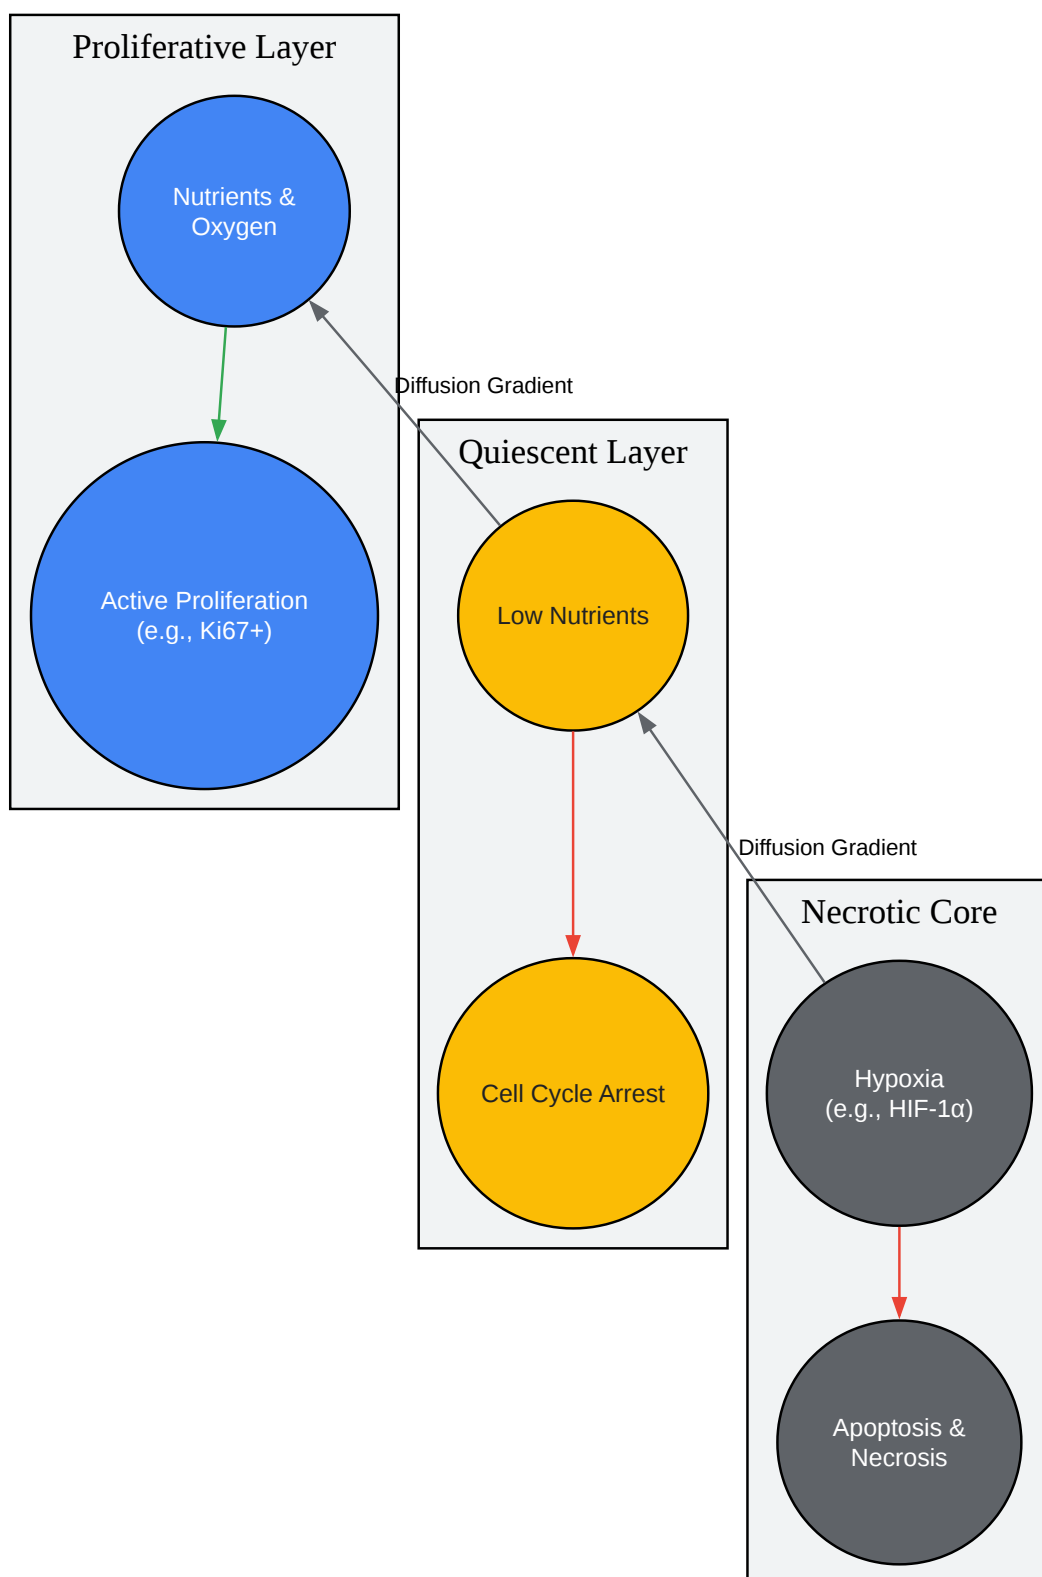 Proliferative Layer
Nutrients &
Oxygen
Diffusion Gradient
Quiescent Layer
Active Proliferation
(e.g., Ki67+)
Low Nutrients
Diffusion Gradient
Necrotic Core
Cell Cycle Arrest
Hypoxia
(e.g., HIF-1α)
Apoptosis &
Necrosis